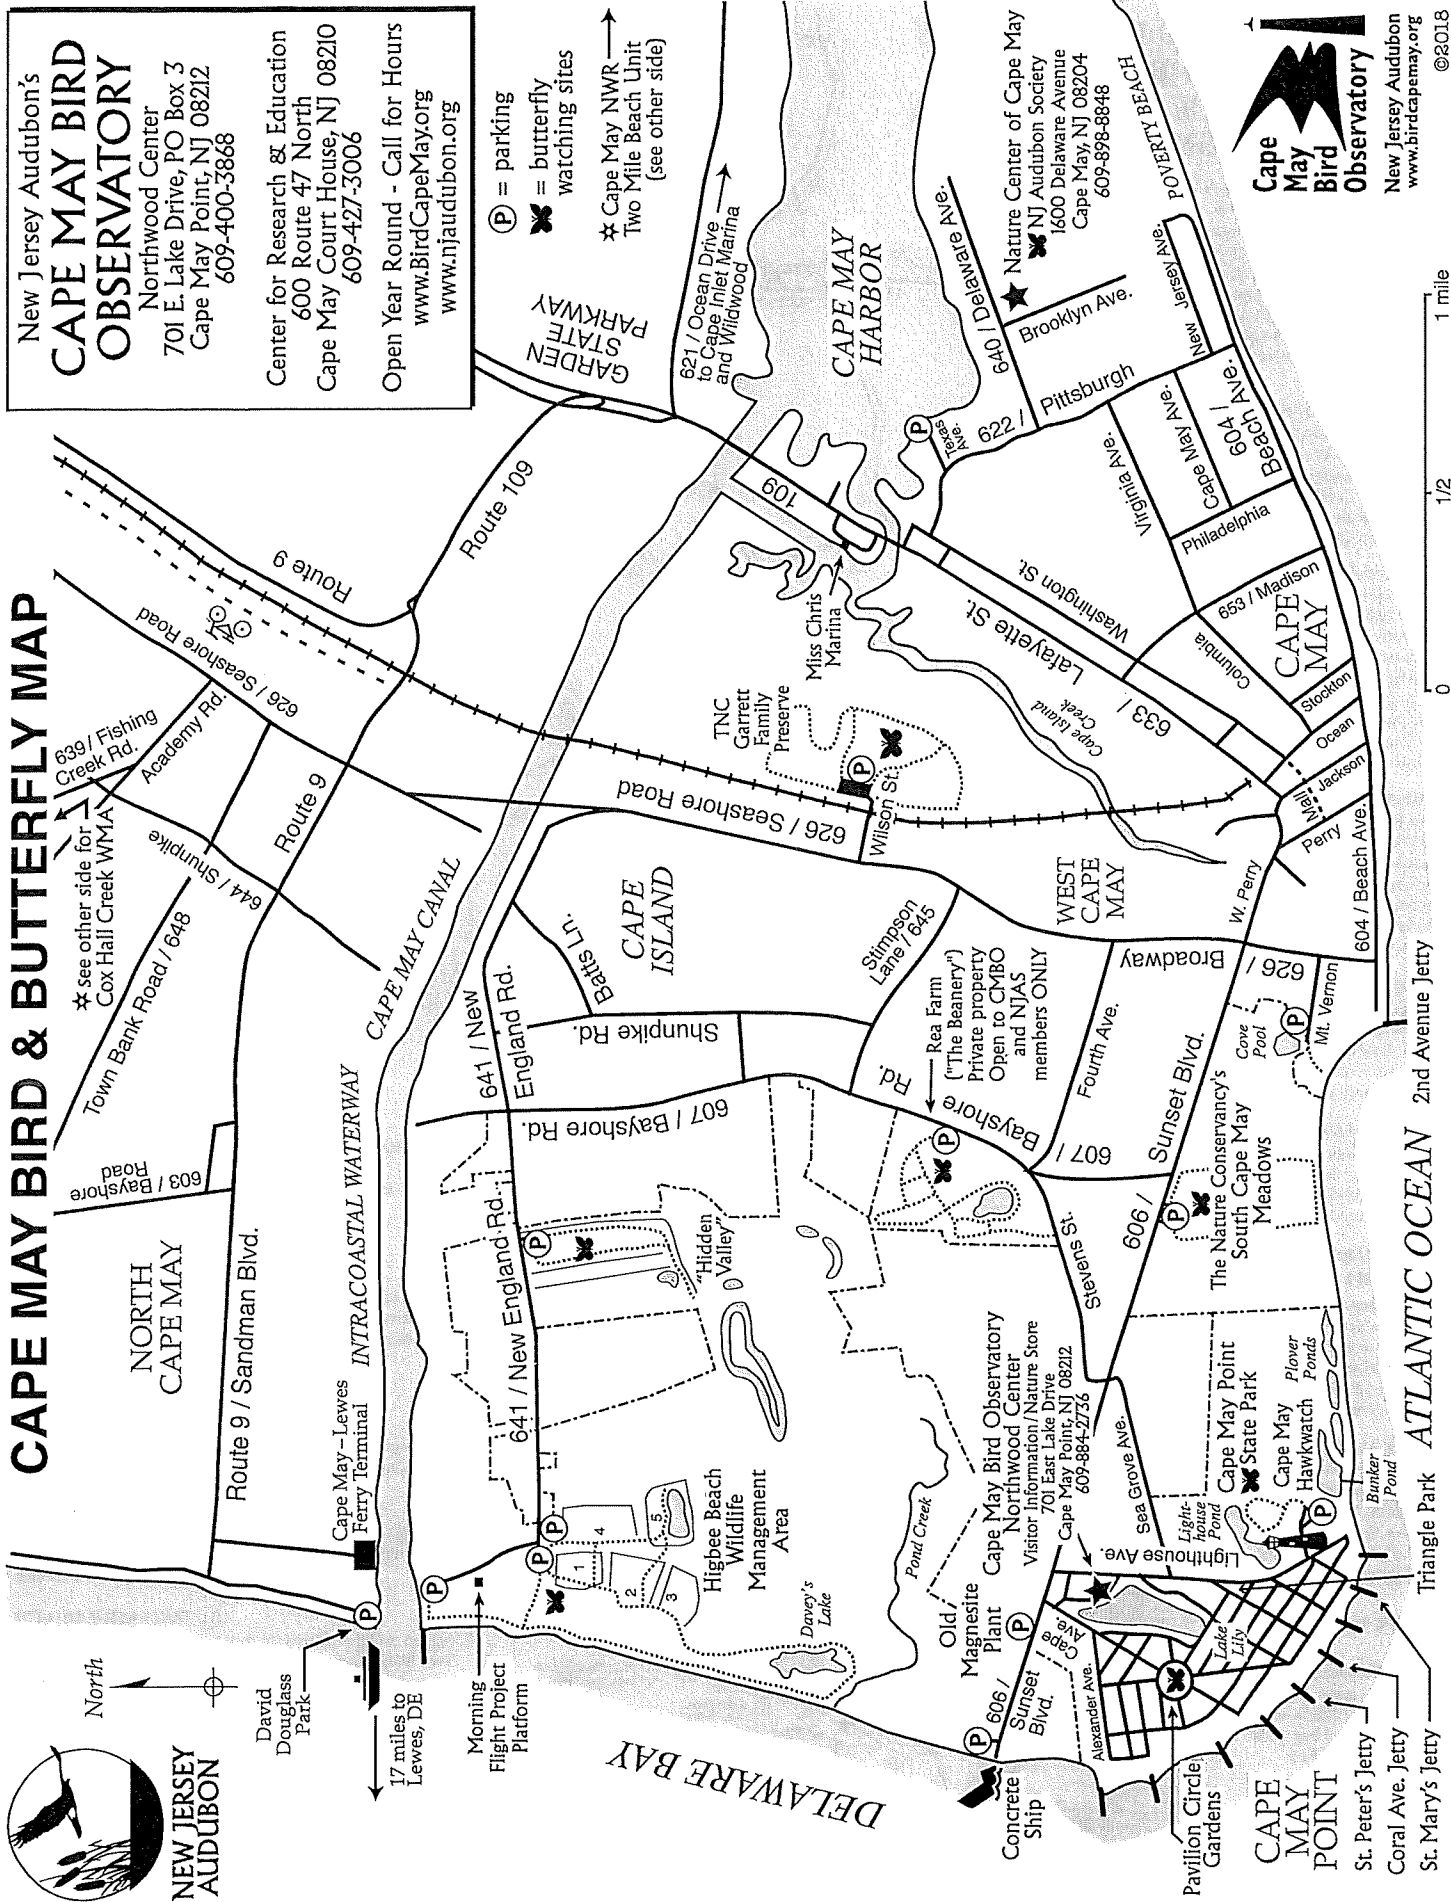 CAPE MAY BIRD & BUTTERFLY MAP
New Jersey Audubon's
CAPE MAY BIRD
OBSERVATORY
Northwood Center
701 E. Lake Drive, PO Box 3
Cape May Point, NJ 08212
609-400-3868
Center for Research & Education
600 Route 47 North
Cape May Court House, NJ 08210
609-427-3006
Open Year Round - Call for Hours
www.BirdCapeMay.org
www.njaudubon.org
P = parking
= butterfly
watching sites
✡ Cape May NWR
Two Mile Beach Unit
(see other side)
NEW JERSEY
AUDUBON
North
✡ see other side for
Cox Hall Creek WMA
639 / Fishing
Creek Rd.
Academy Rd.
626 / Seashore Road
Route 9
Route 109
GARDEN
STATE
PARKWAY
644 / Shunpike
Route 9
Town Bank Road / 648
603 / Bayshore
Road
NORTH
CAPE MAY
Route 9 / Sandman Blvd.
Cape May–Lewes
Ferry Terminal
INTRACOASTAL WATERWAY
CAPE MAY CANAL
David
Douglass
Park
P
17 miles to
Lewes, DE
621 / Ocean Drive
to Cape Inlet Marina
and Wildwood
CAPE MAY
HARBOR
109
Miss Chris
Marina
P
Texas
Ave.
622 /
Pittsburgh
640 / Delaware Ave.
Brooklyn Ave.
Nature Center of Cape May
NJ Audubon Society
1600 Delaware Avenue
Cape May, NJ 08204
609-898-8848
New Jersey Ave.
POVERTY BEACH
Virginia Ave.
Cape May Ave.
604 /
Beach Ave.
Philadelphia
653 / Madison
Washington St.
Lafayette St.
633 /
Columbia
CAPE
MAY
Stockton
Ocean
Jackson
Mall
Perry
Cape Island
Creek
TNC
Garrett
Family
Preserve
P
Wilson St.
626 / Seashore Road
CAPE
ISLAND
Batts Ln.
641 / New
England Rd.
Shunpike Rd.
Stimpson
Lane / 645
WEST
CAPE
MAY
W. Perry
Broadway
626 /
604 / Beach Ave.
Mt. Vernon
Cove
Pool
P
2nd Avenue Jetty
Rea Farm
("The Beanery")
Private property
Open to CMBO
and NJAS
members ONLY
Fourth Ave.
607 / Bayshore Rd.
607 / Bayshore Rd.
P
Sunset Blvd.
606 /
P
The Nature Conservancy's
South Cape May
Meadows
Stevens St.
641 / New England Rd.
641 / New England Rd.
P
"Hidden
Valley"
P
P
P
1
2
3
4
5
Higbee Beach
Wildlife
Management
Area
Morning
Flight Project
Platform
Davey's
Lake
Pond Creek
DELAWARE BAY
Cape May Bird Observatory
Northwood Center
Visitor Information / Nature Store
701 East Lake Drive
Cape May Point, NJ 08212
609-884-2736
Old
Magnesite
Plant
P
P
606 /
Sunset
Blvd.
Concrete
Ship
Cape
Ave.
Alexander Ave.
Sea Grove Ave.
Lighthouse Ave.
Light-
house
Pond
Lake
Lily
Cape May Point
State Park
Cape May
Hawkwatch
Plover
Ponds
Bunker
Pond
P
Pavilion Circle
Gardens
CAPE
MAY
POINT
St. Peter's Jetty
Coral Ave. Jetty
St. Mary's Jetty
Triangle Park
ATLANTIC OCEAN
0
1/2
1 mile
Cape
May
Bird
Observatory
New Jersey Audubon
www.birdcapemay.org
©2018